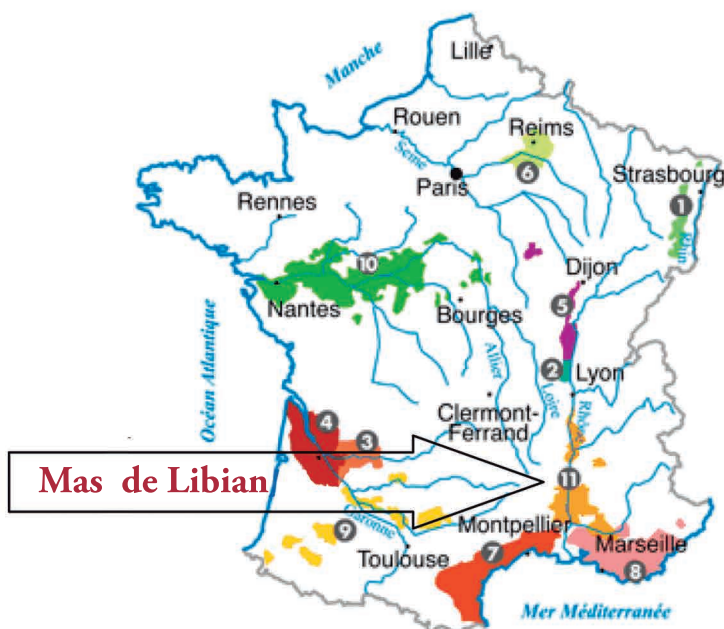 Lille
Manche
Rouen
Reims
Seine
6
Strasbourg
Paris
1
Rennes
Rhin
10
Dijon
Nantes
5
Bourges
Allier
2
Lyon
Océan Atlantique
Loire
Rhône
Clermont-
Ferrand
4
3
Mas de Libian
11
Garonne
Montpellier
9
Toulouse
7
Marseille
8
Mer Méditerranée